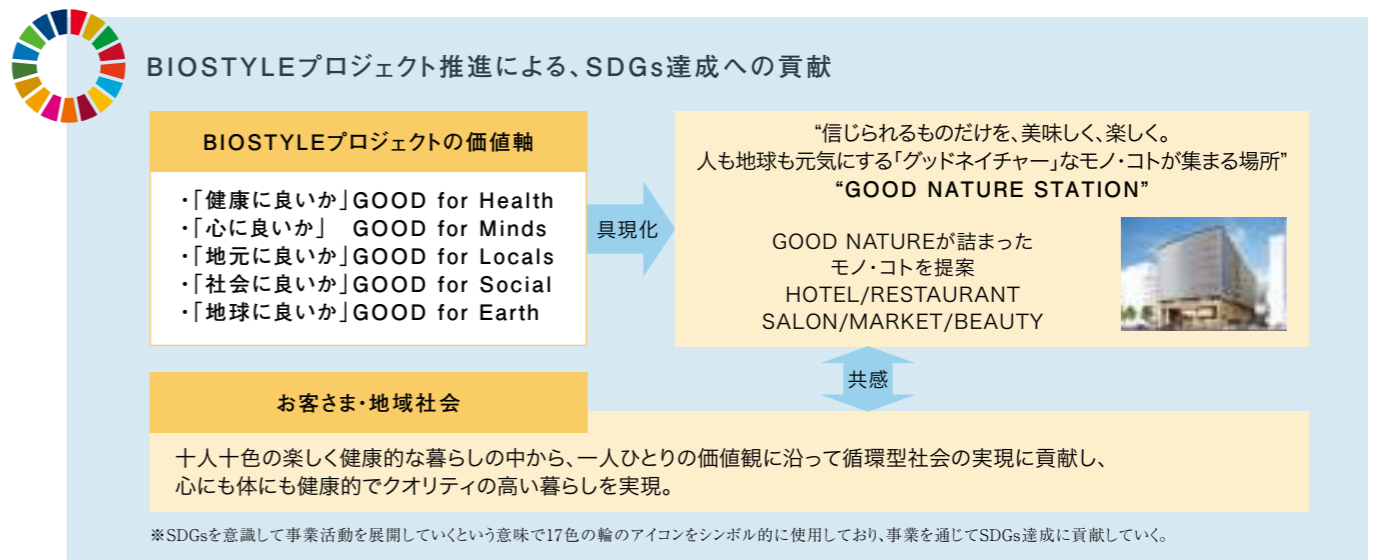 BIOSTYLEプロジェクト推進による、SDGs達成への貢献
BIOSTYLEプロジェクトの価値軸
・「健康に良いか」GOOD for Health
・「心に良いか」 GOOD for Minds
・「地元に良いか」GOOD for Locals
・「社会に良いか」GOOD for Social
・「地球に良いか」GOOD for Earth
具現化
“信じられるものだけを、美味しく、楽しく。
人も地球も元気にする「グッドネイチャー」なモノ・コトが集まる場所”
“GOOD NATURE STATION”
GOOD NATUREが詰まった
モノ・コトを提案
HOTEL/RESTAURANT
SALON/MARKET/BEAUTY
共感
お客さま・地域社会
十人十色の楽しく健康的な暮らしの中から、一人ひとりの価値観に沿って循環型社会の実現に貢献し、
心にも体にも健康的でクオリティの高い暮らしを実現。
※SDGsを意識して事業活動を展開していくという意味で17色の輪のアイコンをシンボル的に使用しており、事業を通じてSDGs達成に貢献していく。